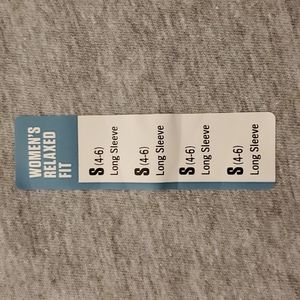 WOMEN'S
RELAXED
FIT
S (4-6)
Long Sleeve
S (4-6)
Long Sleeve
S (4-6)
Long Sleeve
S (4-6)
Long Sleeve